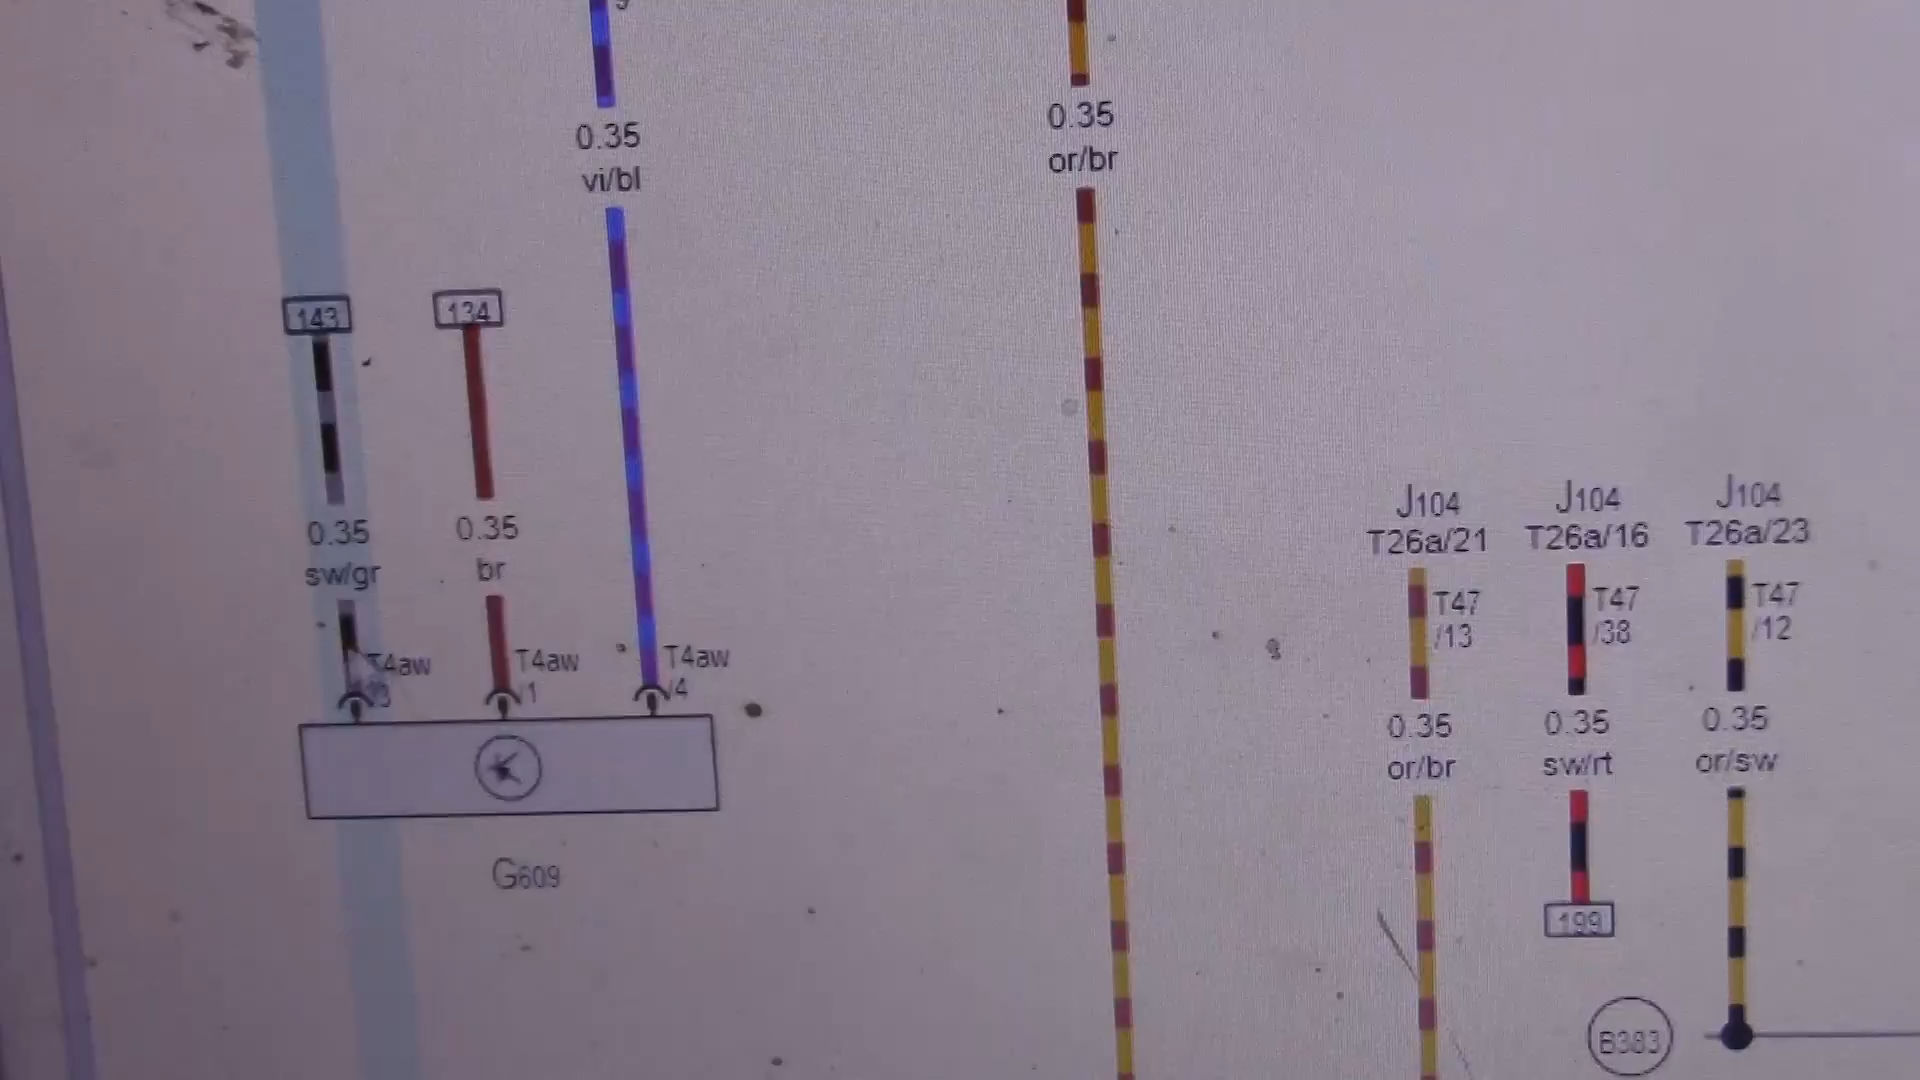 0.35
vi/bl
0.35
or/br
143
134
0.35
sw/gr
0.35
br
T4aw
/3
T4aw
/1
T4aw
/4
G609
J104
T26a/21
T47
/13
0.35
or/br
J104
T26a/16
T47
/38
0.35
sw/rt
199
J104
T26a/23
T47
/12
0.35
or/sw
B383